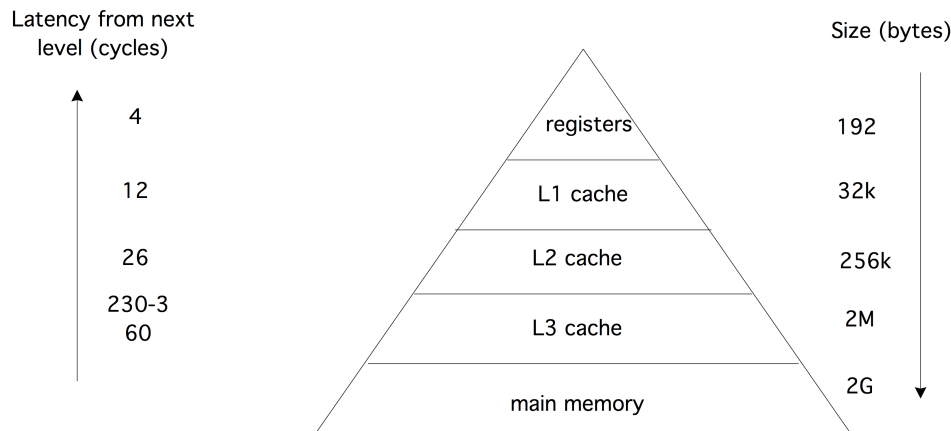 Latency from next
level (cycles)
Size (bytes)
4
registers
192
12
L1 cache
32k
26
L2 cache
256k
230-3
60
L3 cache
2M
main memory
2G